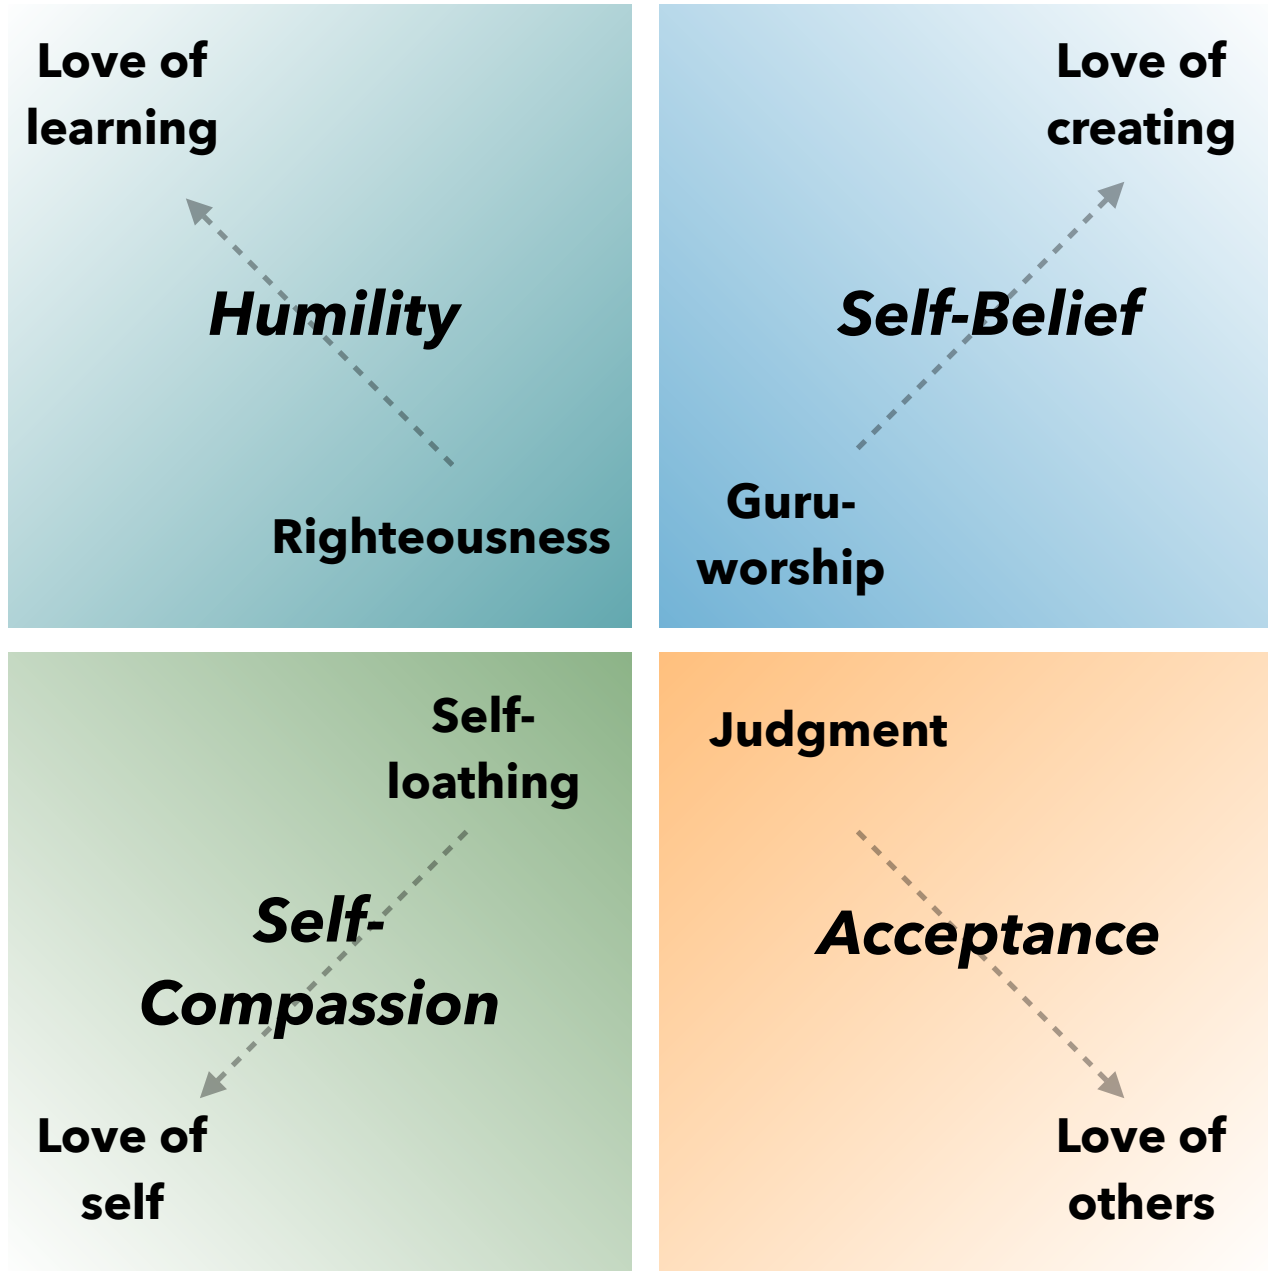 Love of
learning
Humility
Righteousness
Love of
creating
Self-Belief
Guru-
worship
Self-
loathing
Self-
Compassion
Love of
self
Judgment
Acceptance
Love of
others